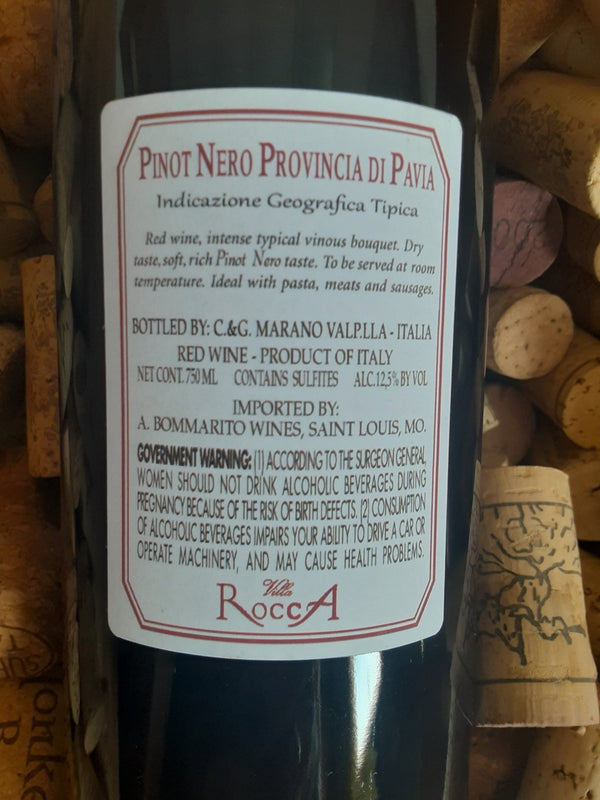 PINOT NERO PROVINCIA DI PAVIA
Indicazione Geografica Tipica
Red wine, intense typical vinous bouquet. Dry
taste, soft, rich Pinot Nero taste. To be served at room
temperature. Ideal with pasta, meats and sausages.
BOTTLED BY: C.&G. MARANO VALP.LLA - ITALIA
RED WINE - PRODUCT OF ITALY
NET CONT. 750 ML CONTAINS SULFITES ALC.12,5% BY VOL
IMPORTED BY:
A. BOMMARITO WINES, SAINT LOUIS, MO.
GOVERNMENT WARNING: (1) ACCORDING TO THE SURGEON GENERAL
WOMEN SHOULD NOT DRINK ALCOHOLIC BEVERAGES DURING
PREGNANCY BECAUSE OF THE RISK OF BIRTH DEFECTS. (2) CONSUMPTION
OF ALCOHOLIC BEVERAGES IMPAIRS YOUR ABILITY TO DRIVE A CAR OR
OPERATE MACHINERY, AND MAY CAUSE HEALTH PROBLEMS.
Villa
ROCCA